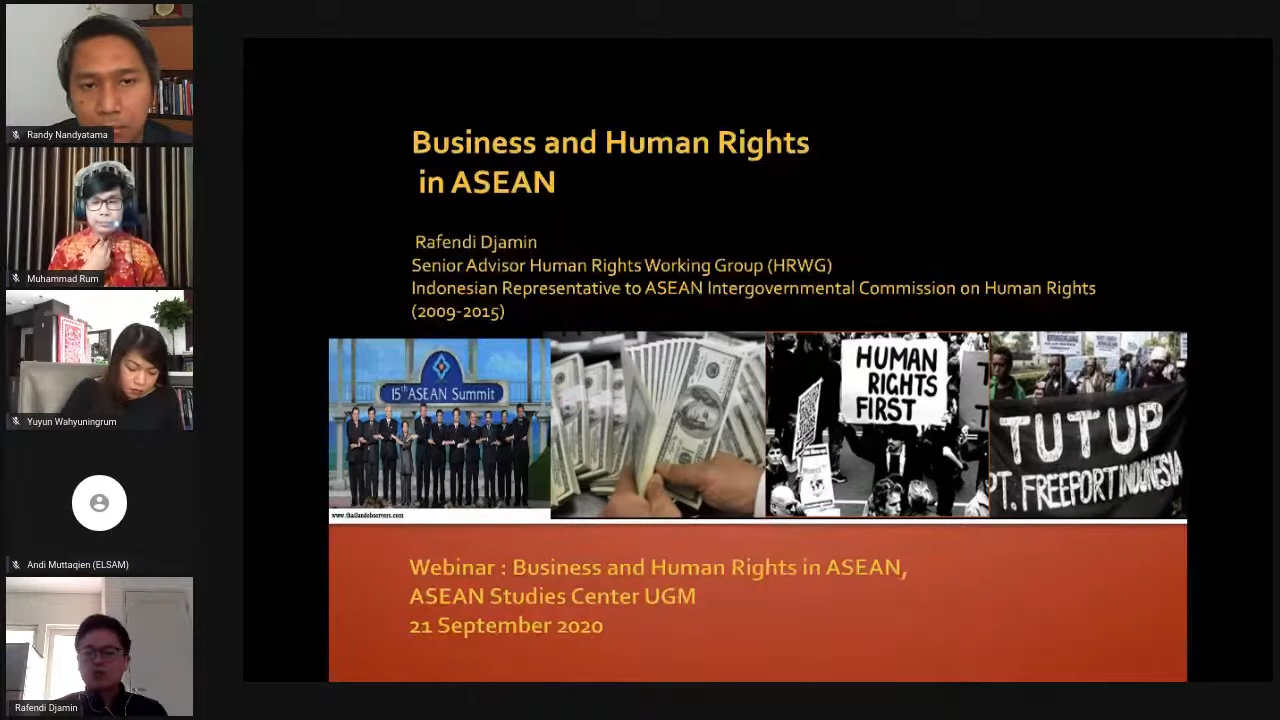 Randy Nandyatama
Muhammad Rum
Yuyun Wahyuningrum
Andi Muttaqien (ELSAM)
Rafendi Djamin
Business and Human Rights
in ASEAN
Rafendi Djamin
Senior Advisor Human Rights Working Group (HRWG)
Indonesian Representative to ASEAN Intergovernmental Commission on Human Rights
(2009-2015)
15th ASEAN Summit
HUMAN
RIGHTS
FIRST
TUTUP
PT. FREEPORT INDONESIA
Webinar : Business and Human Rights in ASEAN,
ASEAN Studies Center UGM
21 September 2020